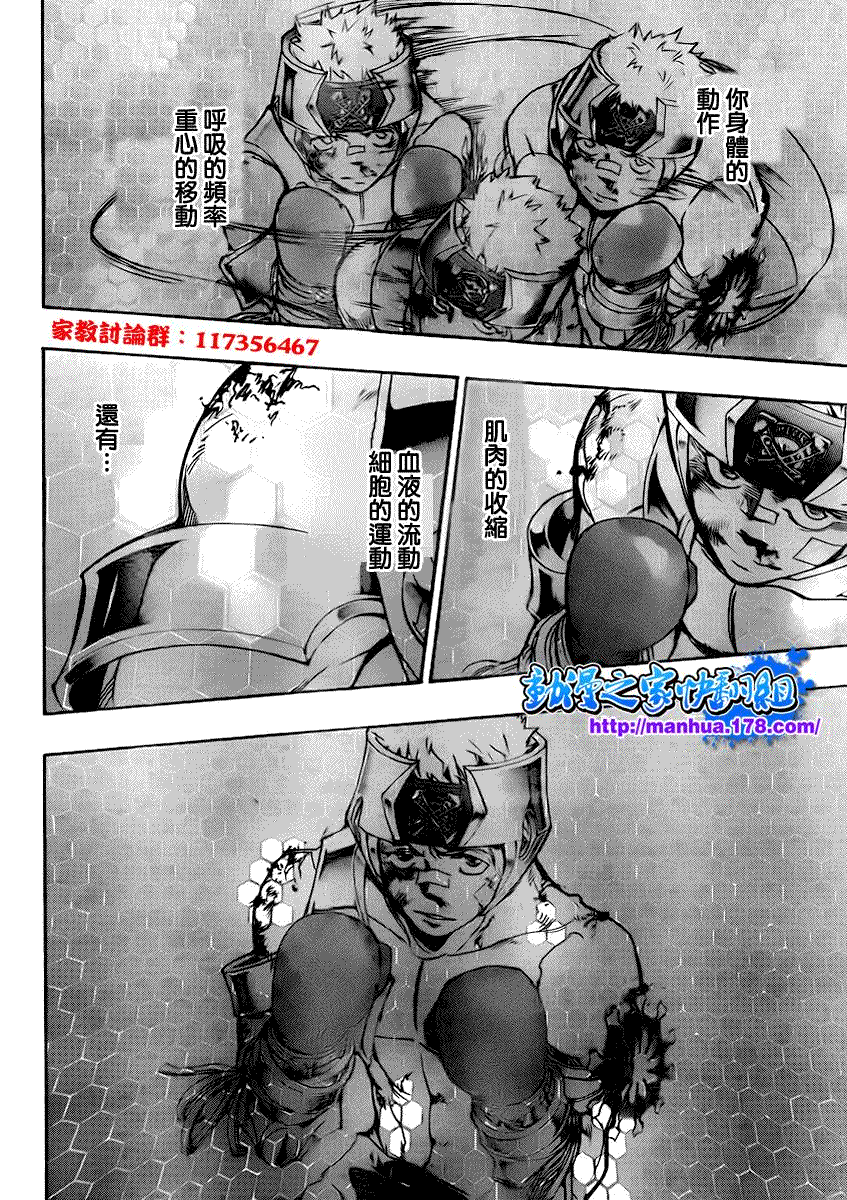 你身體的
動作
呼吸的頻率
重心的移動
家教討論群：117356467
肌肉的收縮
血液的流動
細胞的運動
還有…
動漫之家快翻組
http://manhua.178.com/